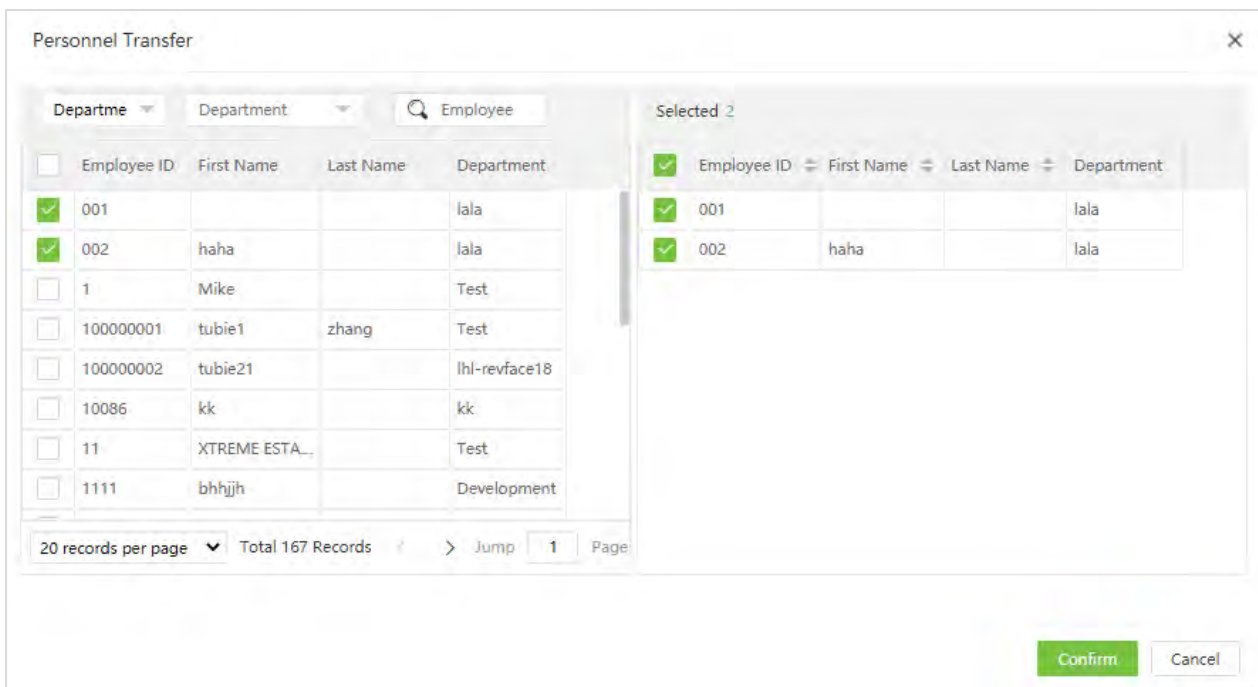 Personnel Transfer
Departme Department Employee Selected 2
Employee ID First Name Last Name Department Employee ID First Name Last Name Department
001 lala 001 lala
002 haha lala 002 haha lala
1 Mike Test
100000001 tubie1 zhang Test
100000002 tubie21 lhl-revface18
10086 kk kk
11 XTREME ESTA... Test
1111 bhhjjh Development
20 records per page Total 167 Records Jump 1 Page
Confirm Cancel